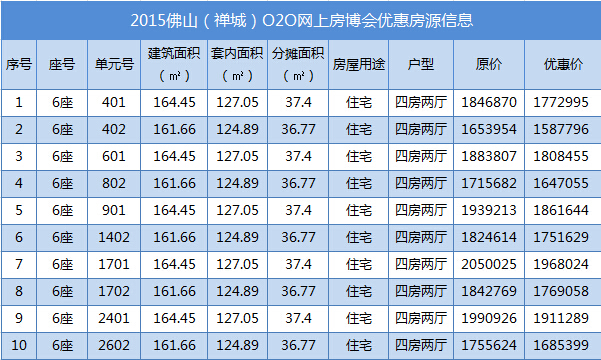 2015佛山（禅城）O2O网上房博会优惠房源信息
序号 座号 单元号 建筑面积（㎡） 套内面积（㎡） 分摊面积（㎡） 房屋用途 户型 原价 优惠价
1 6座 401 164.45 127.05 37.4 住宅 四房两厅 1846870 1772995
2 6座 402 161.66 124.89 36.77 住宅 四房两厅 1653954 1587796
3 6座 601 164.45 127.05 37.4 住宅 四房两厅 1883807 1808455
4 6座 802 161.66 124.89 36.77 住宅 四房两厅 1715682 1647055
5 6座 901 164.45 127.05 37.4 住宅 四房两厅 1939213 1861644
6 6座 1402 161.66 124.89 36.77 住宅 四房两厅 1824614 1751629
7 6座 1701 164.45 127.05 37.4 住宅 四房两厅 2050025 1968024
8 6座 1702 161.66 124.89 36.77 住宅 四房两厅 1842769 1769058
9 6座 2401 164.45 127.05 37.4 住宅 四房两厅 1990926 1911289
10 6座 2602 161.66 124.89 36.77 住宅 四房两厅 1755624 1685399